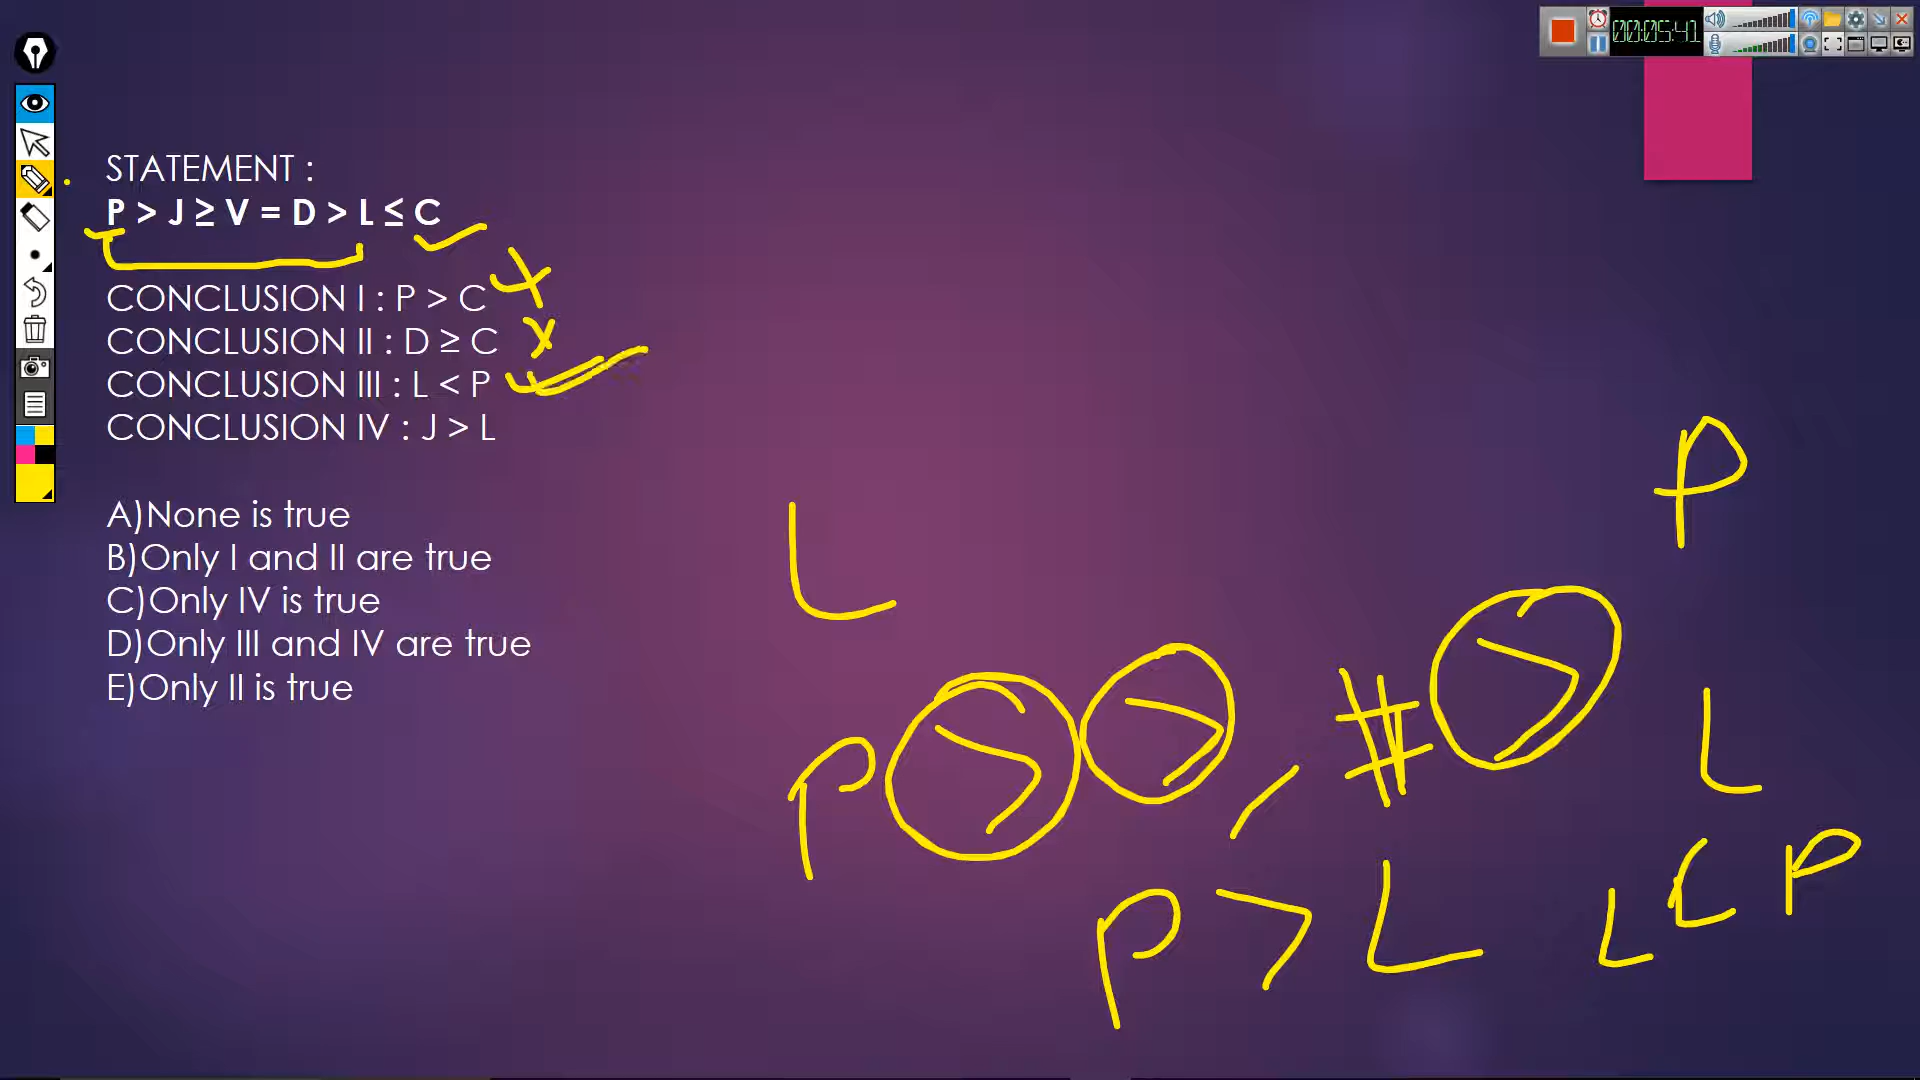 00:05:41
STATEMENT :
P > J ≥ V = D > L ≤ C
CONCLUSION I : P > C
CONCLUSION II : D ≥ C
CONCLUSION III : L < P
CONCLUSION IV : J > L
A)None is true
B)Only I and II are true
C)Only IV is true
D)Only III and IV are true
E)Only II is true
P
L
P > > , # >
L
P > L
L < P